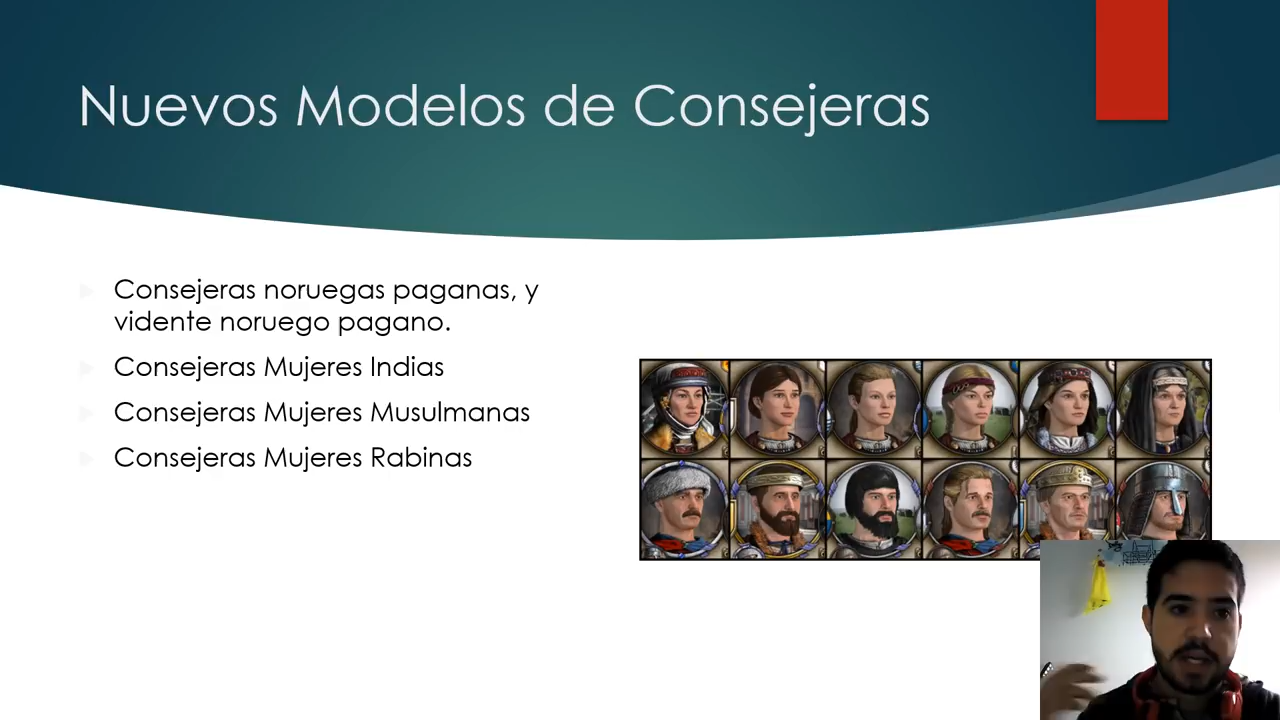 Nuevos Modelos de Consejeras
Consejeras noruegas paganas, y
vidente noruego pagano.
Consejeras Mujeres Indias
Consejeras Mujeres Musulmanas
Consejeras Mujeres Rabinas